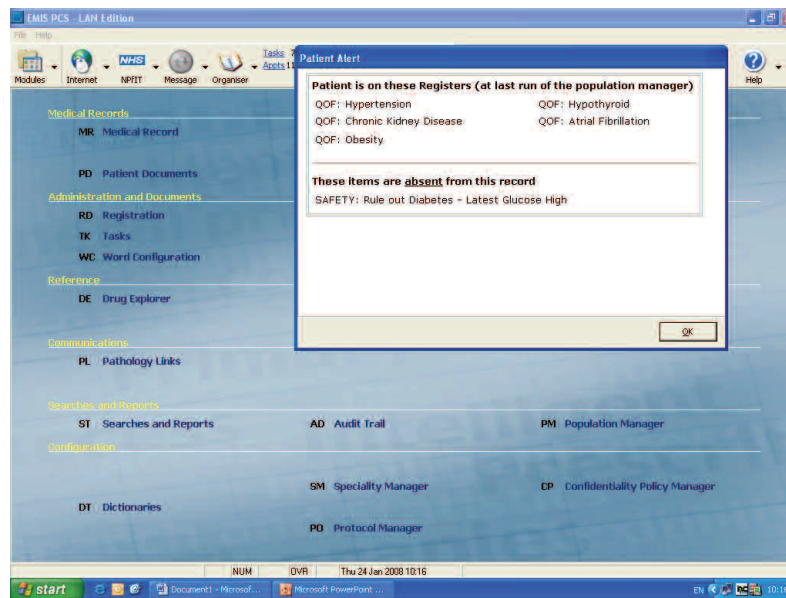 EMIS PCS - LAN Edition
File Help
Modules Internet NPfIT Message Organiser Help
NHS
Tasks 7
Appts 11
Patient Alert
Patient is on these Registers (at last run of the population manager)
QOF: Hypertension QOF: Hypothyroid
QOF: Chronic Kidney Disease QOF: Atrial Fibrillation
QOF: Obesity
These items are absent from this record
SAFETY: Rule out Diabetes - Latest Glucose High
OK
Medical Records
MR Medical Record
PD Patient Documents
Administration and Documents
RD Registration
TK Tasks
WC Word Configuration
Reference
DE Drug Explorer
Communications
PL Pathology Links
Searches and Reports
ST Searches and Reports AD Audit Trail PM Population Manager
Configuration
SM Speciality Manager CP Confidentiality Policy Manager
DT Dictionaries
PO Protocol Manager
NUM OVR Thu 24 Jan 2008 10:16
start Document1 - Microsof... Microsoft PowerPoint ... EN 10:16